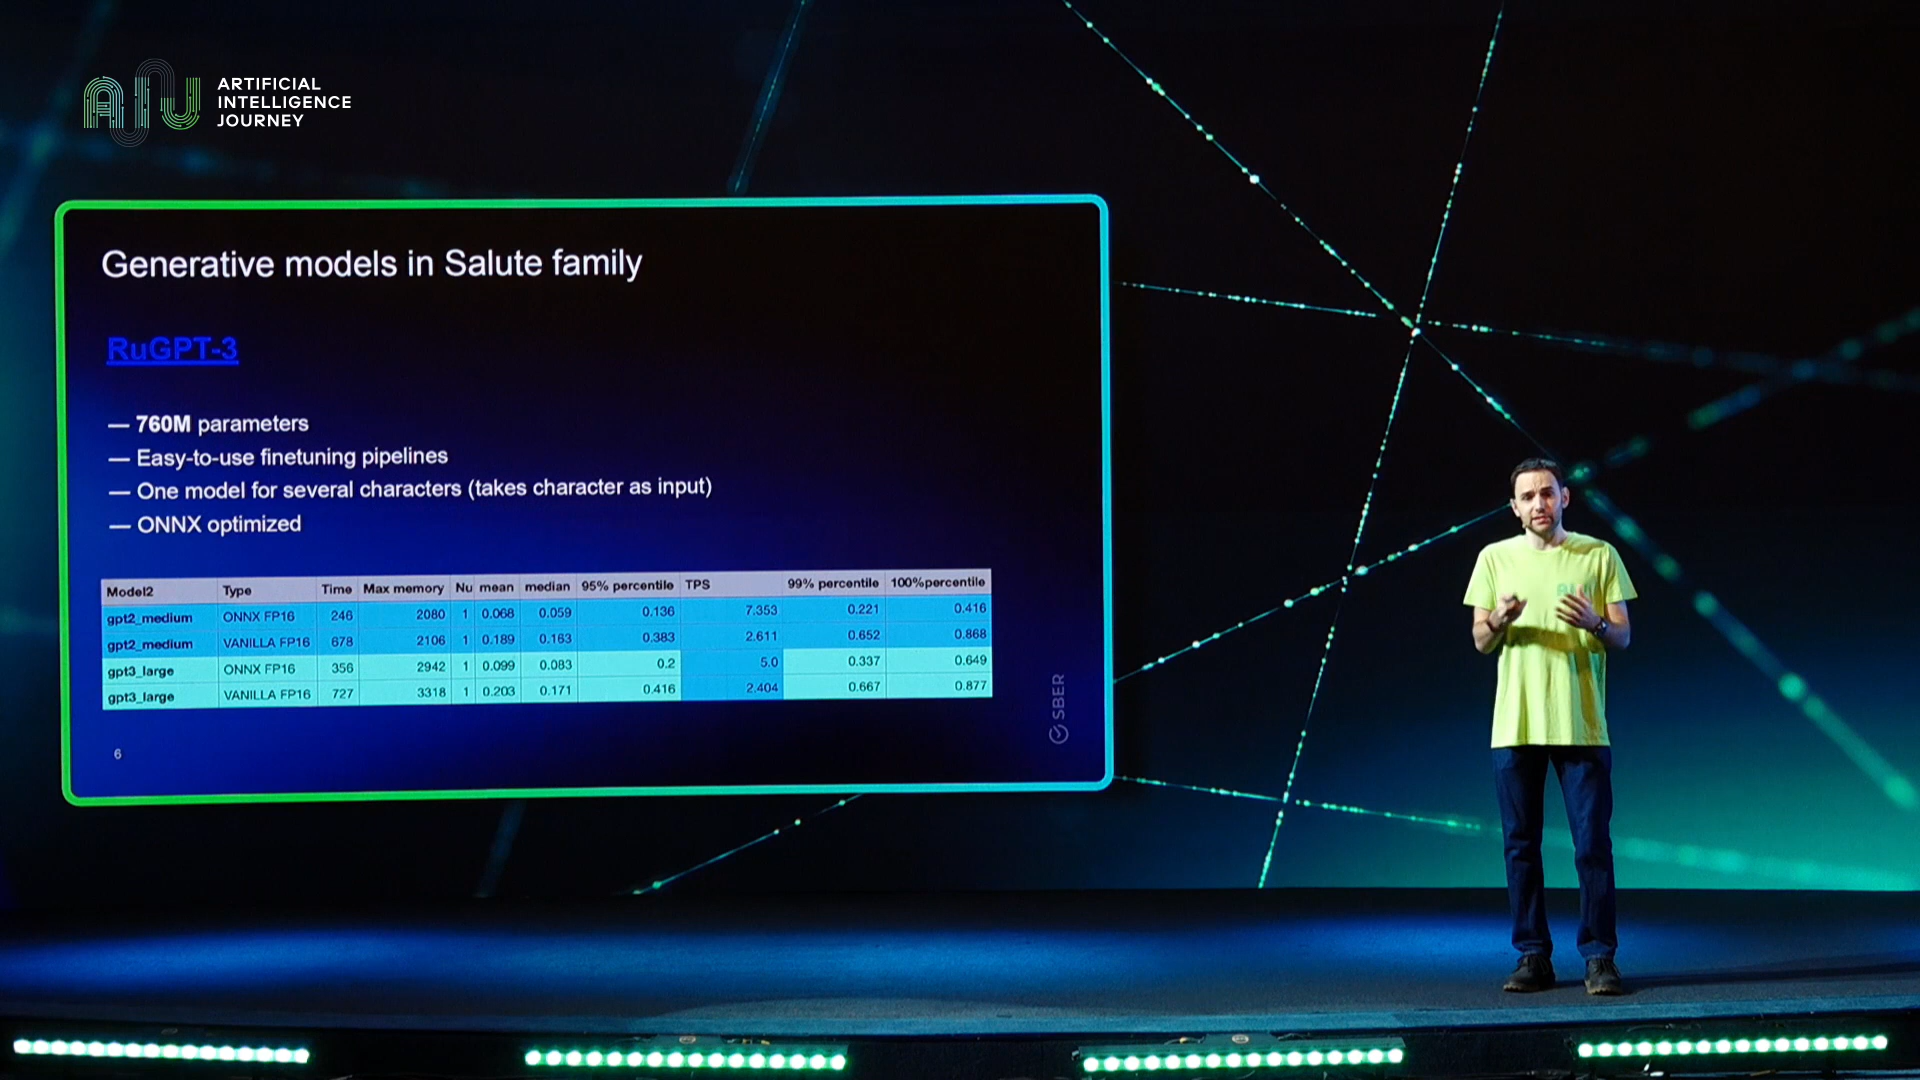 ARTIFICIAL
INTELLIGENCE
JOURNEY
Generative models in Salute family
RuGPT-3
— 760M parameters
— Easy-to-use finetuning pipelines
— One model for several characters (takes character as input)
— ONNX optimized
Model2 Type Time Max memory Nu mean median 95% percentile TPS 99% percentile 100%percentile
gpt2_medium ONNX FP16 246 2080 1 0.068 0.059 0.136 7.353 0.221 0.416
gpt2_medium VANILLA FP16 678 2106 1 0.189 0.163 0.383 2.611 0.652 0.868
gpt3_large ONNX FP16 356 2942 1 0.099 0.083 0.2 5.0 0.337 0.649
gpt3_large VANILLA FP16 727 3318 1 0.203 0.171 0.416 2.404 0.667 0.877
SBER
6